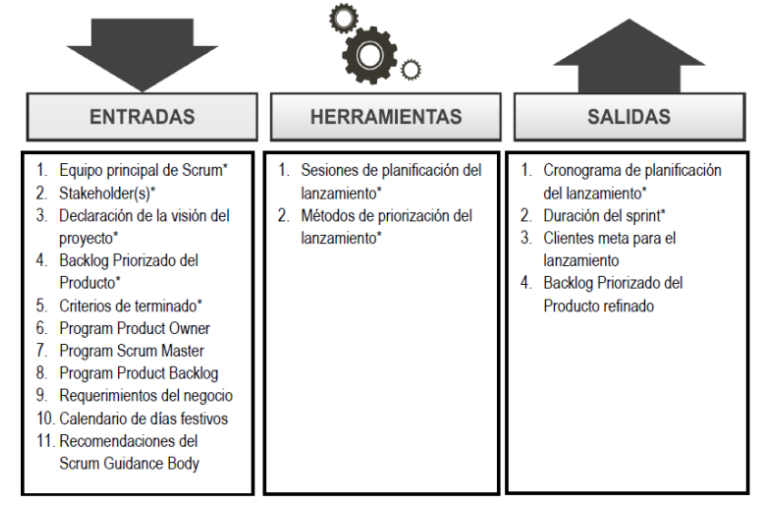 ENTRADAS
1. Equipo principal de Scrum*
2. Stakeholder(s)*
3. Declaración de la visión del
proyecto*
4. Backlog Priorizado del
Producto*
5. Criterios de terminado*
6. Program Product Owner
7. Program Scrum Master
8. Program Product Backlog
9. Requerimientos del negocio
10. Calendario de días festivos
11. Recomendaciones del
Scrum Guidance Body
HERRAMIENTAS
1. Sesiones de planificación del
lanzamiento*
2. Métodos de priorización del
lanzamiento*
SALIDAS
1. Cronograma de planificación
del lanzamiento*
2. Duración del sprint*
3. Clientes meta para el
lanzamiento
4. Backlog Priorizado del
Producto refinado